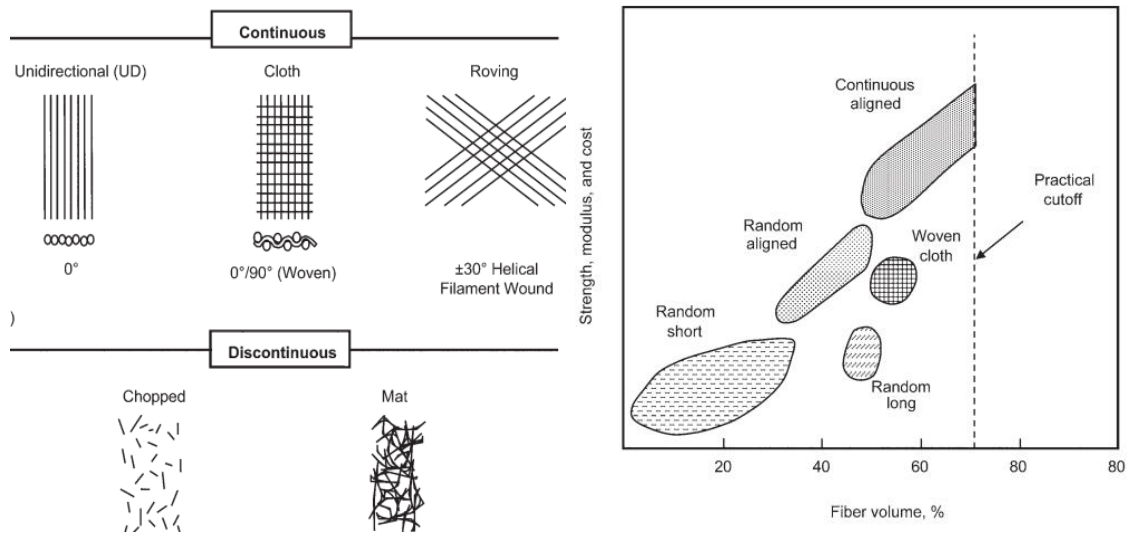 Continuous
Unidirectional (UD)
Cloth
Roving
0°
0°/90° (Woven)
±30° Helical
Filament Wound
)
Discontinuous
Chopped
Mat
Strength, modulus, and cost
Continuous
aligned
Practical
cutoff
Random
aligned
Woven
cloth
Random
short
Random
long
20
40
60
80
80
Fiber volume, %